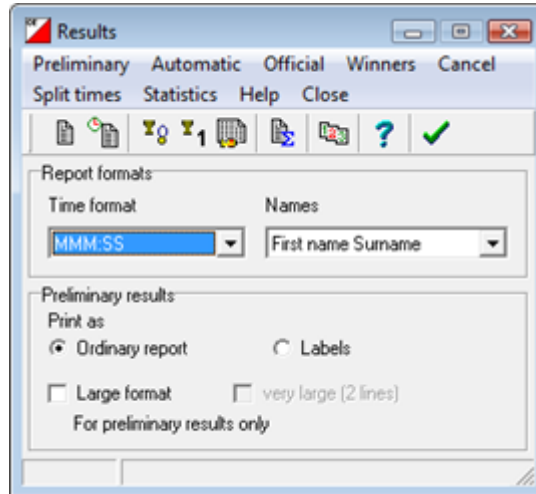 Results
Preliminary Automatic Official Winners Cancel
Split times Statistics Help Close
Report formats
Time format Names
MMM:SS First name Surname
Preliminary results
Print as
Ordinary report Labels
Large format very large (2 lines)
For preliminary results only